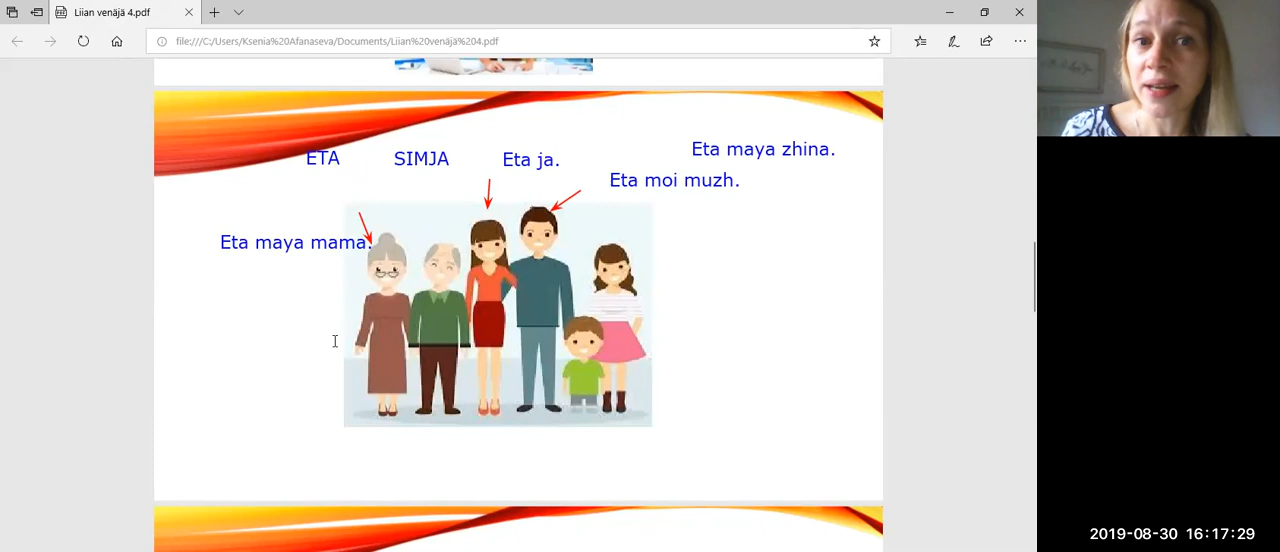 Liian venäjä 4.pdf
file:///C:/Users/Ksenia%20Afanaseva/Documents/Liian%20venäjä%204.pdf
Eta maya zhina.
ETA SIMJA Eta ja.
Eta moi muzh.
Eta maya mama.
2019-08-30 16:17:29